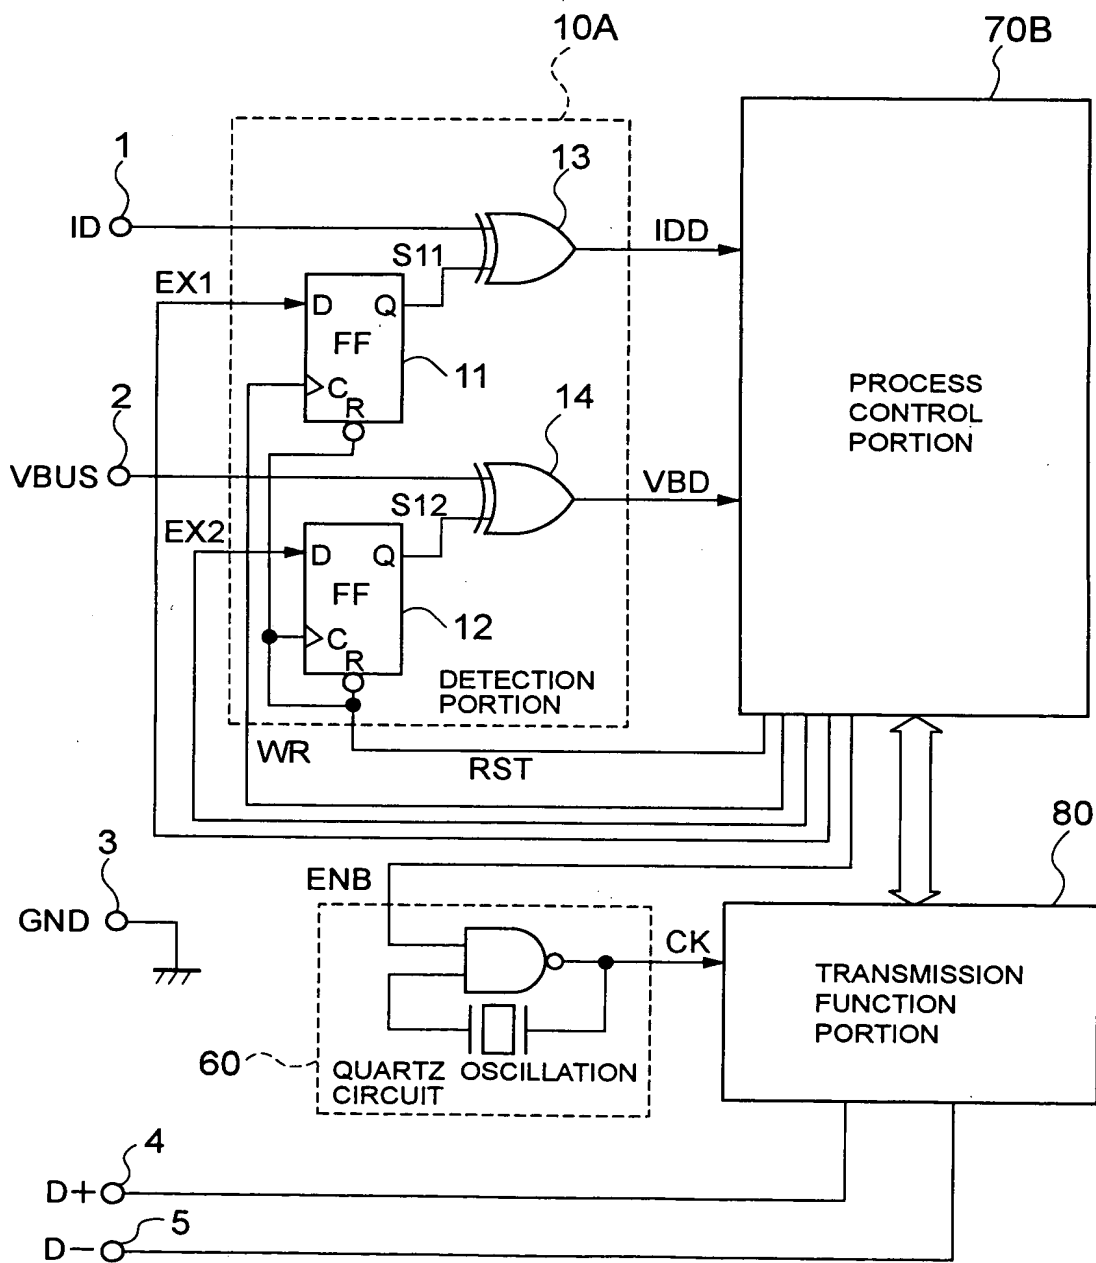 10A
70B
1
13
ID
IDD
S11
EX1
D
Q
FF
11
C
R
2
14
PROCESS
CONTROL
PORTION
VBUS
VBD
S12
EX2
D
Q
FF
12
C
R
DETECTION
PORTION
WR
RST
3
80
ENB
GND
CK
TRANSMISSION
FUNCTION
PORTION
60
QUARTZ OSCILLATION
CIRCUIT
4
D+
5
D−